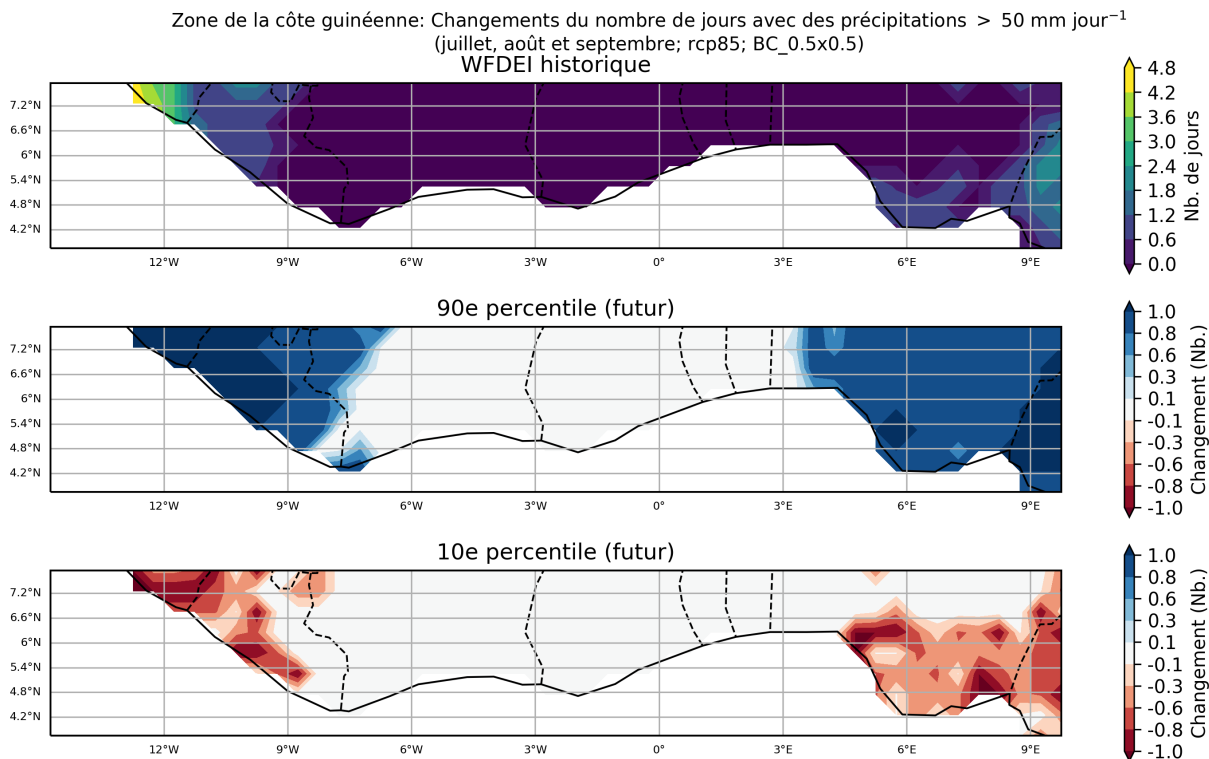 Zone de la côte guinéenne: Changements du nombre de jours avec des précipitations > 50 mm jour⁻¹
(juillet, août et septembre; rcp85; BC_0.5x0.5)
WFDEI historique
7.2°N
6.6°N
6°N
5.4°N
4.8°N
4.2°N
12°W 9°W 6°W 3°W 0° 3°E 6°E 9°E
4.8
4.2
3.6
3.0
2.4
1.8
1.2
0.6
0.0
Nb. de jours
90e percentile (futur)
7.2°N
6.6°N
6°N
5.4°N
4.8°N
4.2°N
12°W 9°W 6°W 3°W 0° 3°E 6°E 9°E
1.0
0.8
0.6
0.3
0.1
-0.1
-0.3
-0.6
-0.8
-1.0
Changement (Nb.)
10e percentile (futur)
7.2°N
6.6°N
6°N
5.4°N
4.8°N
4.2°N
12°W 9°W 6°W 3°W 0° 3°E 6°E 9°E
1.0
0.8
0.6
0.3
0.1
-0.1
-0.3
-0.6
-0.8
-1.0
Changement (Nb.)